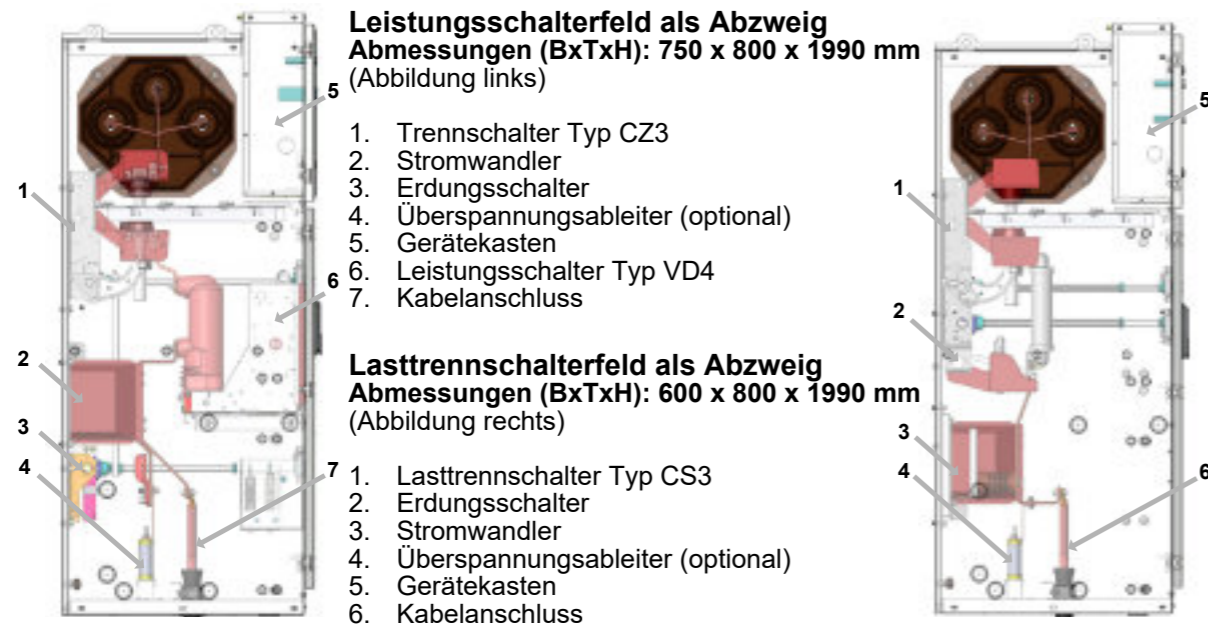 Leistungsschalterfeld als Abzweig
Abmessungen (BxTxH): 750 x 800 x 1990 mm
(Abbildung links)
1. Trennschalter Typ CZ3
2. Stromwandler
3. Erdungsschalter
4. Überspannungsableiter (optional)
5. Gerätekasten
6. Leistungsschalter Typ VD4
7. Kabelanschluss
Lasttrennschalterfeld als Abzweig
Abmessungen (BxTxH): 600 x 800 x 1990 mm
(Abbildung rechts)
1. Lasttrennschalter Typ CS3
2. Erdungsschalter
3. Stromwandler
4. Überspannungsableiter (optional)
5. Gerätekasten
6. Kabelanschluss
1
2
3
4
5
6
7
1
2
3
4
5
6